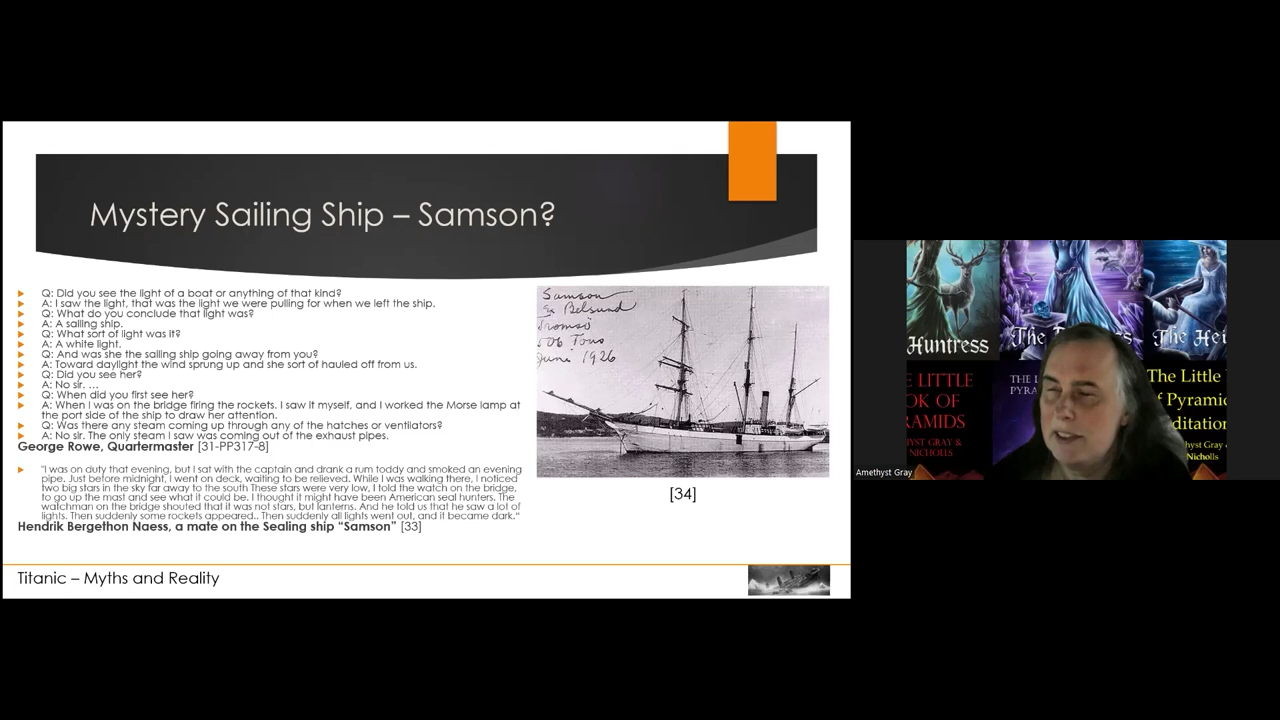 Mystery Sailing Ship – Samson?
Q: Did you see the light of a boat or anything of that kind?
A: I saw the light, that was the light we were pulling for when we left the ship.
Q: What do you conclude that light was?
A: A sailing ship.
Q: What sort of light was it?
A: A white light.
Q: And was she the sailing ship going away from you?
A: Toward daylight the wind sprung up and she sort of hauled off from us.
Q: Did you see her?
A: No sir. ...
Q: When did you first see her?
A: When I was on the bridge firing the rockets. I saw it myself, and I worked the Morse lamp at
the port side of the ship to draw her attention.
Q: Was there any steam coming up through any of the hatches or ventilators?
A: No sir. The only steam I saw was coming out of the exhaust pipes.
George Rowe, Quartermaster [31-PP317-8]
"I was on duty that evening, but I sat with the captain and drank a rum toddy and smoked an evening
pipe. Just before midnight, I went on deck, waiting to be relieved. While I was walking there, I noticed
two big stars in the sky far away to the south These stars were very low, I told the watch on the bridge,
to go up the mast and see what it could be. I thought it might have been American seal hunters. The
watchman on the bridge shouted that it was not stars, but lanterns. And he told us that he saw a lot of
lights. Then suddenly some rockets appeared.. Then suddenly all lights went out, and it became dark."
Hendrik Bergethon Naess, a mate on the Sealing ship "Samson" [33]
Samson
ex Belsund
Tromsö
506 Tons
June 1926
[34]
Titanic – Myths and Reality
Huntress
The
The Hei
E LITTLE
OK OF
RAMIDS
HYST GRAY &
NICHOLLS
THE L
PYRA
The Little
f Pyramid
ditation
hyst Gray
Nicholls
Amethyst Gray